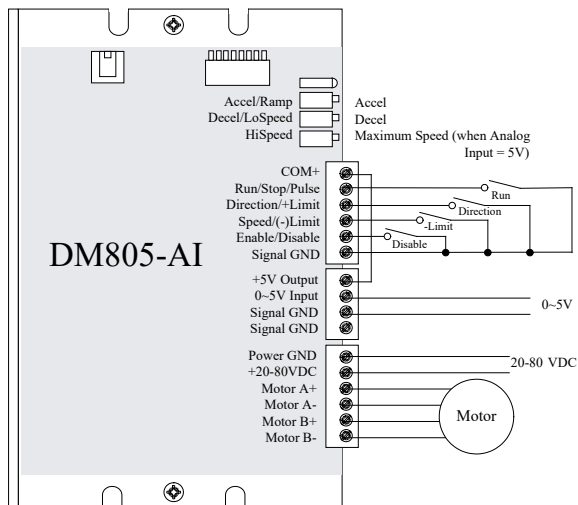 Accel/Ramp Accel
Decel/LoSpeed Decel
HiSpeed Maximum Speed (when Analog
Input = 5V)
COM+
Run/Stop/Pulse
Run
Direction/+Limit
Direction
Speed/(-)Limit
-Limit
Enable/Disable
Disable
Signal GND
DM805-AI
+5V Output
0~5V Input
0~5V
Signal GND
Signal GND
Power GND
20-80 VDC
+20-80VDC
Motor A+
Motor A-
Motor
Motor B+
Motor B-